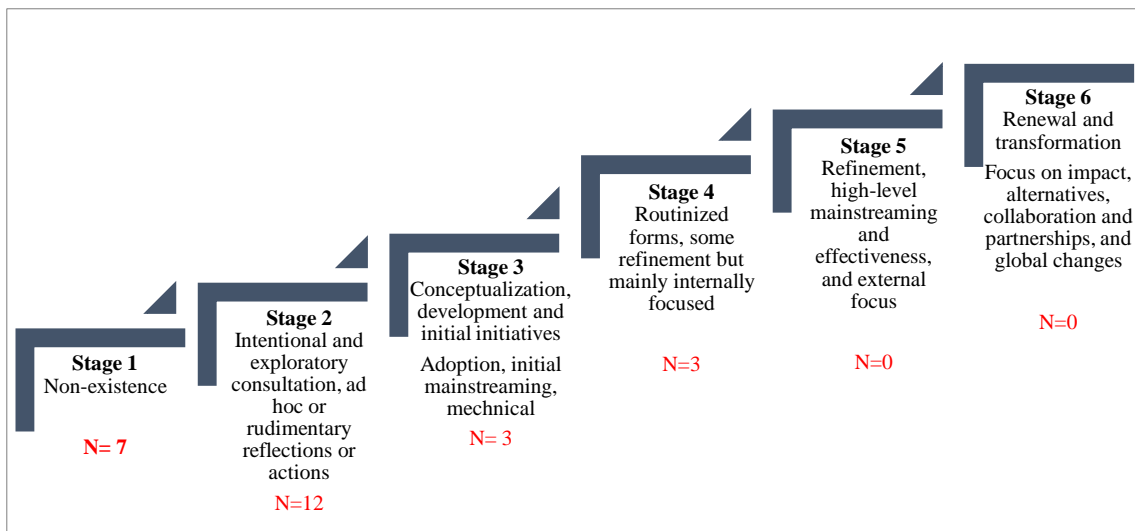 Stage 1
Non-existence
N= 7
Stage 2
Intentional and
exploratory
consultation, ad
hoc or
rudimentary
reflections or
actions
N=12
Stage 3
Conceptualization,
development and
initial initiatives
Adoption, initial
mainstreaming,
mechnical
N= 3
Stage 4
Routinized
forms, some
refinement but
mainly internally
focused
N=3
Stage 5
Refinement,
high-level
mainstreaming
and
effectiveness,
and external
focus
N=0
Stage 6
Renewal and
transformation
Focus on impact,
alternatives,
collaboration and
partnerships, and
global changes
N=0